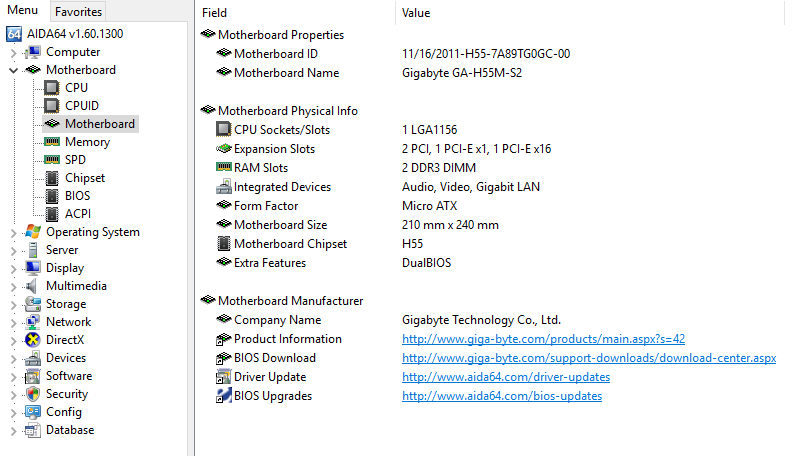 Menu Favorites
AIDA64 v1.60.1300
Computer
Motherboard
CPU
CPUID
Motherboard
Memory
SPD
Chipset
BIOS
ACPI
Operating System
Server
Display
Multimedia
Storage
Network
DirectX
Devices
Software
Security
Config
Database
Field Value
Motherboard Properties
Motherboard ID 11/16/2011-H55-7A89TG0GC-00
Motherboard Name Gigabyte GA-H55M-S2
Motherboard Physical Info
CPU Sockets/Slots 1 LGA1156
Expansion Slots 2 PCI, 1 PCI-E x1, 1 PCI-E x16
RAM Slots 2 DDR3 DIMM
Integrated Devices Audio, Video, Gigabit LAN
Form Factor Micro ATX
Motherboard Size 210 mm x 240 mm
Motherboard Chipset H55
Extra Features DualBIOS
Motherboard Manufacturer
Company Name Gigabyte Technology Co., Ltd.
Product Information http://www.giga-byte.com/products/main.aspx?s=42
BIOS Download http://www.giga-byte.com/support-downloads/download-center.aspx
Driver Update http://www.aida64.com/driver-updates
BIOS Upgrades http://www.aida64.com/bios-updates